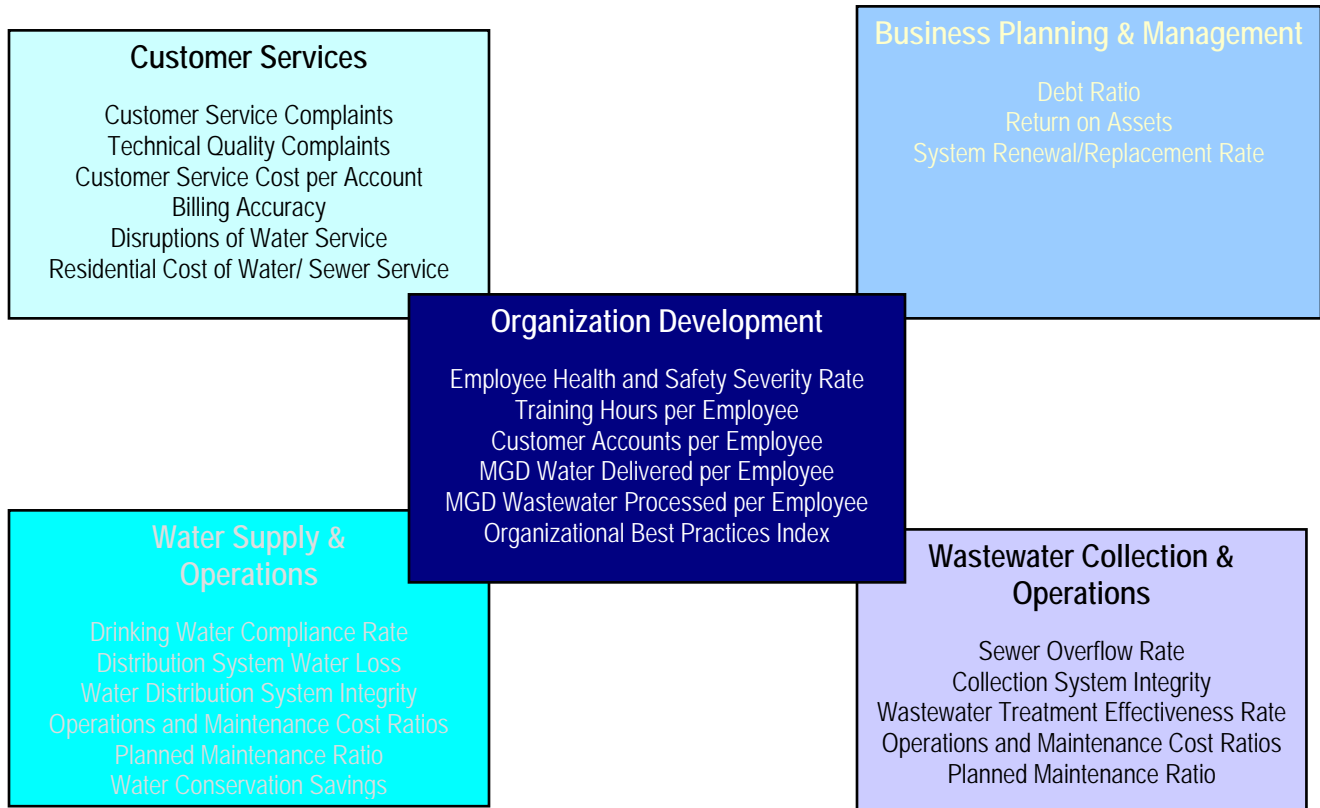 Customer Services
Customer Service Complaints
Technical Quality Complaints
Customer Service Cost per Account
Billing Accuracy
Disruptions of Water Service
Residential Cost of Water/ Sewer Service
Business Planning & Management
Debt Ratio
Return on Assets
System Renewal/Replacement Rate
Organization Development
Employee Health and Safety Severity Rate
Training Hours per Employee
Customer Accounts per Employee
MGD Water Delivered per Employee
MGD Wastewater Processed per Employee
Organizational Best Practices Index
Water Supply &
Operations
Drinking Water Compliance Rate
Distribution System Water Loss
Water Distribution System Integrity
Operations and Maintenance Cost Ratios
Planned Maintenance Ratio
Water Conservation Savings
Wastewater Collection &
Operations
Sewer Overflow Rate
Collection System Integrity
Wastewater Treatment Effectiveness Rate
Operations and Maintenance Cost Ratios
Planned Maintenance Ratio